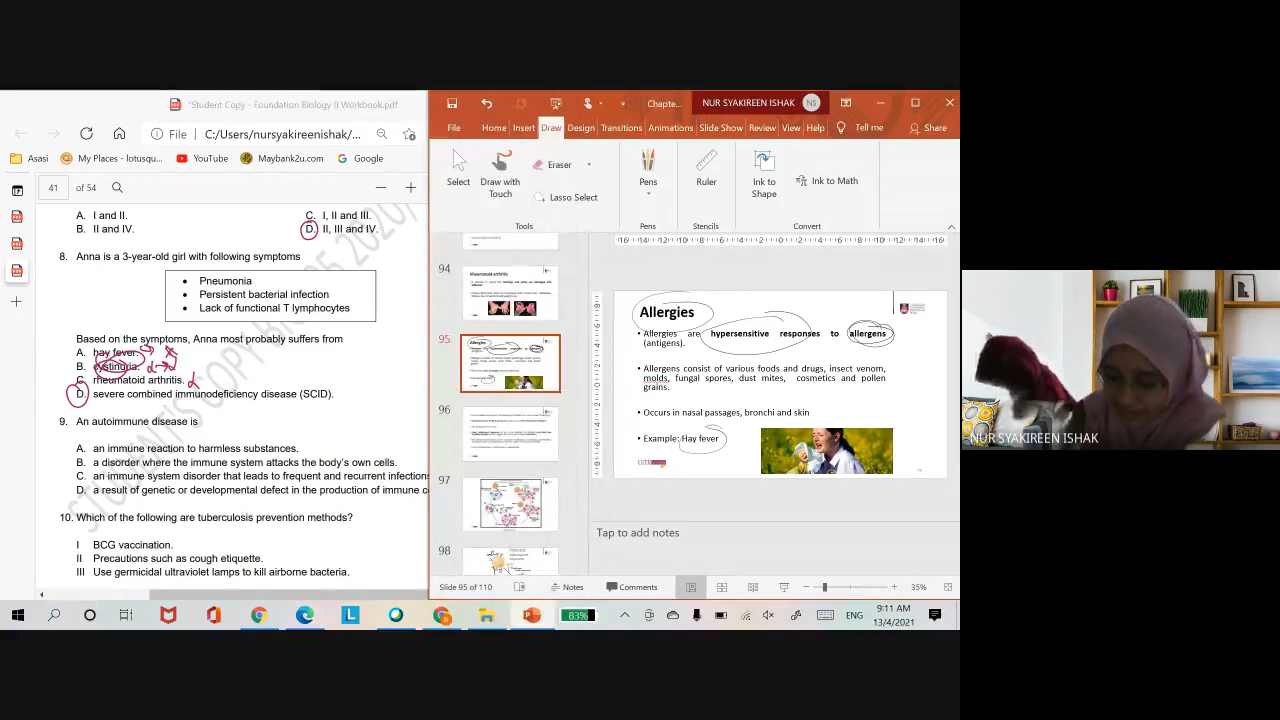 "Student Copy - Foundation Biology II Workbook.pdf
File C:/Users/nursyakireenishak/...
Asasi My Places - lotusqu... YouTube Maybank2u.com Google
41 of 54
A. I and II. C. I, II and III.
B. II and IV. D. II, III and IV.
8. Anna is a 3-year-old girl with following symptoms
• Pneumonia
• Persistent bacterial infection
• Lack of functional T lymphocytes
Based on the symptoms, Anna most probably suffers from
A. hay fever.
B. cystinuria.
C. rheumatoid arthritis.
D. severe combined immunodeficiency disease (SCID).
9. An autoimmune disease is
A. immune reaction to harmless substances.
B. a disorder where the immune system attacks the body's own cells.
C. an immune system disorder that leads to frequent and recurrent infections
D. a result of genetic or developmental defect in the production of immune c
10. Which of the following are tuberculosis prevention methods?
I BCG vaccination.
II Precautions such as cough etiquette.
III Use germicidal ultraviolet lamps to kill airborne bacteria.
Chapte... NUR SYAKIREEN ISHAK NS
File Home Insert Draw Design Transitions Animations Slide Show Review View Help Tell me Share
Select
Draw with Touch
Eraser
Lasso Select
Pens
Ruler
Ink to Shape
Ink to Math
Tools Pens Stencils Convert
94
Rheumatoid arthritis
95
Allergies
96
97
98
Allergies
• Allergies are hypersensitive responses to allergens
(antigens).
• Allergens consist of various foods and drugs, insect venom,
molds, fungal spores, dust mites, cosmetics and pollen
grains.
• Occurs in nasal passages, bronchi and skin
• Example: Hay fever
Tap to add notes
Slide 95 of 110 Notes Comments 35%
83% ENG 9:11 AM
13/4/2021
NUR SYAKIREEN ISHAK